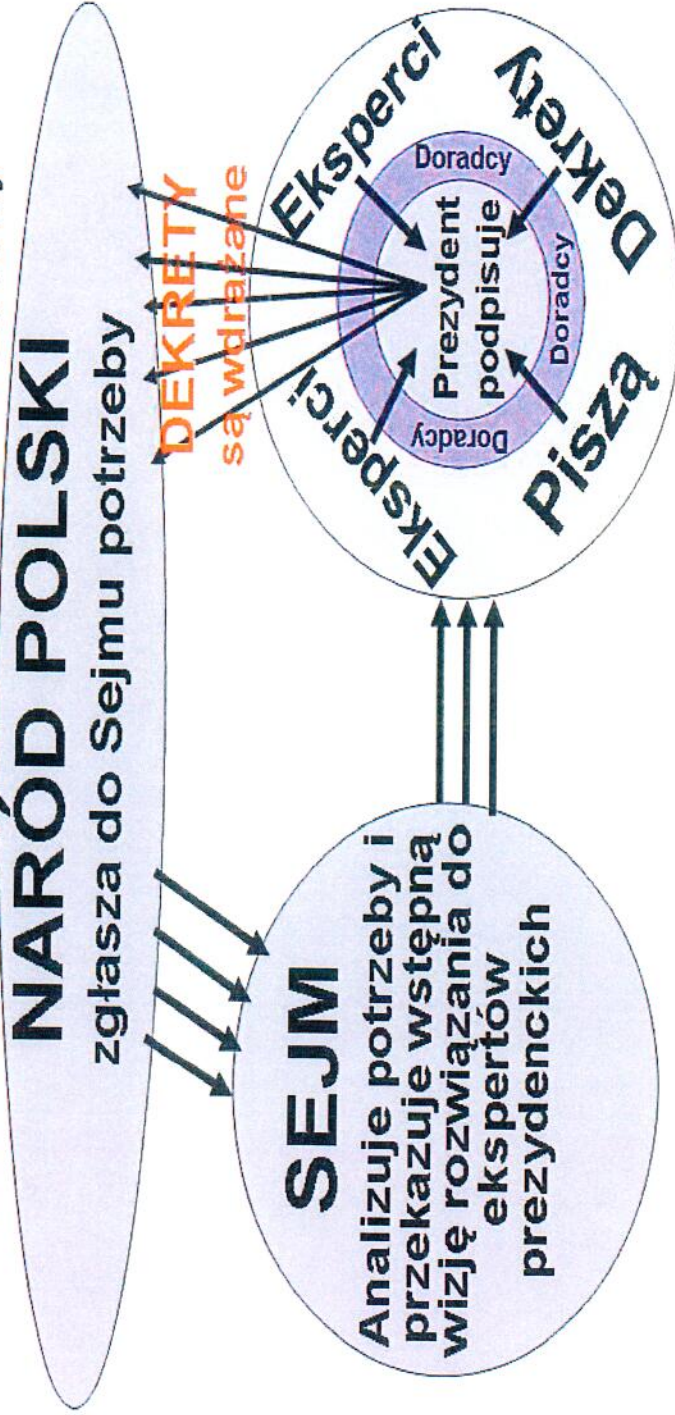 NARÓD POLSKI
zgłasza do Sejmu potrzeby
DEKRETY
są wdrażane
SEJM
Analizuje potrzeby i
przekazuje wstępną
wizję rozwiązania do
ekspertów
prezydenckich
Eksperci
Eksperci
Doradcy
Doradcy
Doradcy
Prezydent
podpisuje
Piszą
Dekrety